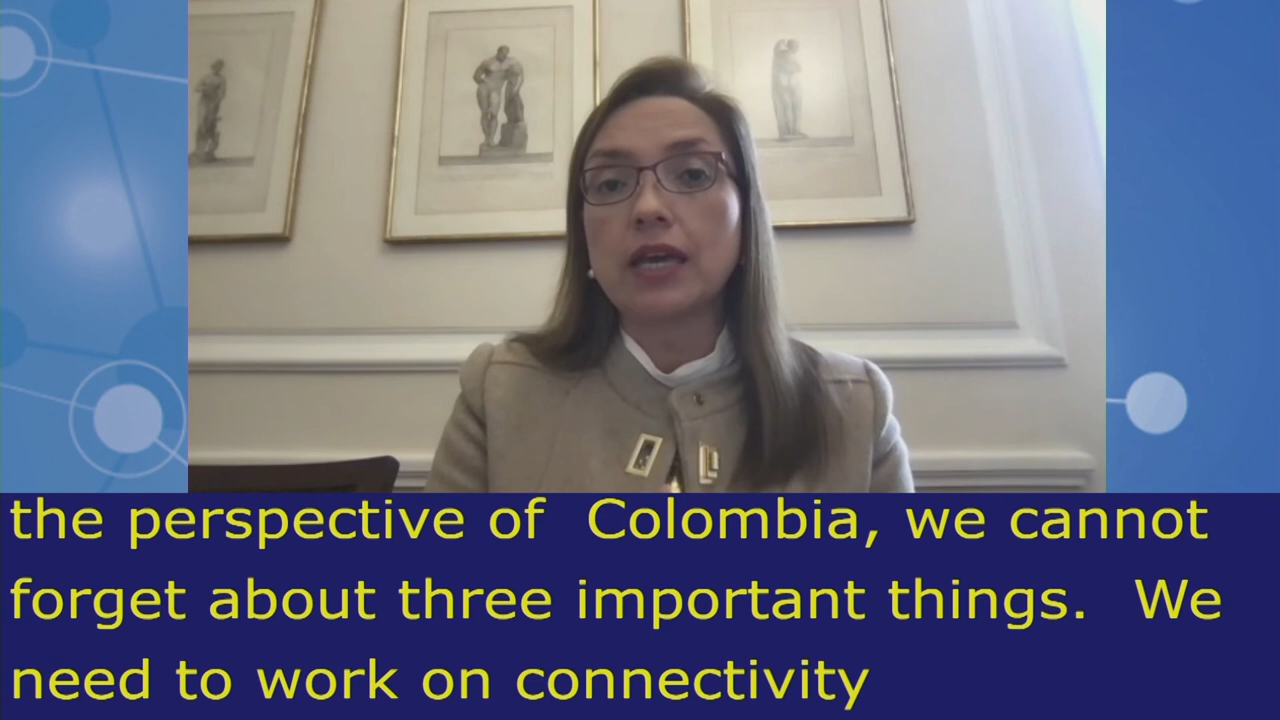 the perspective of  Colombia, we cannot
forget about three important things.  We
need to work on connectivity